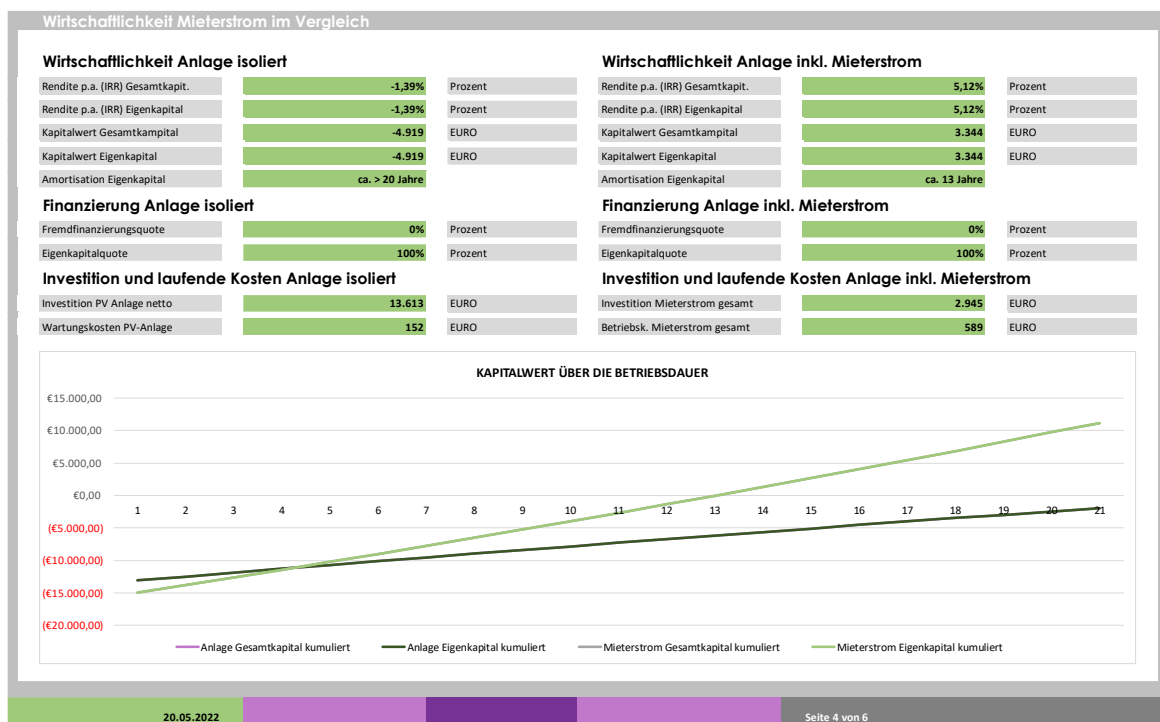 Wirtschaftlichkeit Mieterstrom im Vergleich
Wirtschaftlichkeit Anlage isoliert
Rendite p.a. (IRR) Gesamtkapit. -1,39% Prozent
Rendite p.a. (IRR) Eigenkapital -1,39% Prozent
Kapitalwert Gesamtkampital -4.919 EURO
Kapitalwert Eigenkapital -4.919 EURO
Amortisation Eigenkapital ca. > 20 Jahre
Finanzierung Anlage isoliert
Fremdfinanzierungsquote 0% Prozent
Eigenkapitalquote 100% Prozent
Investition und laufende Kosten Anlage isoliert
Investition PV Anlage netto 13.613 EURO
Wartungskosten PV-Anlage 152 EURO
Wirtschaftlichkeit Anlage inkl. Mieterstrom
Rendite p.a. (IRR) Gesamtkapit. 5,12% Prozent
Rendite p.a. (IRR) Eigenkapital 5,12% Prozent
Kapitalwert Gesamtkampital 3.344 EURO
Kapitalwert Eigenkapital 3.344 EURO
Amortisation Eigenkapital ca. 13 Jahre
Finanzierung Anlage inkl. Mieterstrom
Fremdfinanzierungsquote 0% Prozent
Eigenkapitalquote 100% Prozent
Investition und laufende Kosten Anlage inkl. Mieterstrom
Investition Mieterstrom gesamt 2.945 EURO
Betriebsk. Mieterstrom gesamt 589 EURO
KAPITALWERT ÜBER DIE BETRIEBSDAUER
€15.000,00
€10.000,00
€5.000,00
€0,00
1 2 3 4 5 6 7 8 9 10 11 12 13 14 15 16 17 18 19 20 21
(€5.000,00)
(€10.000,00)
(€15.000,00)
(€20.000,00)
Anlage Gesamtkapital kumuliert Anlage Eigenkapital kumuliert Mieterstrom Gesamtkapital kumuliert Mieterstrom Eigenkapital kumuliert
20.05.2022 Seite 4 von 6